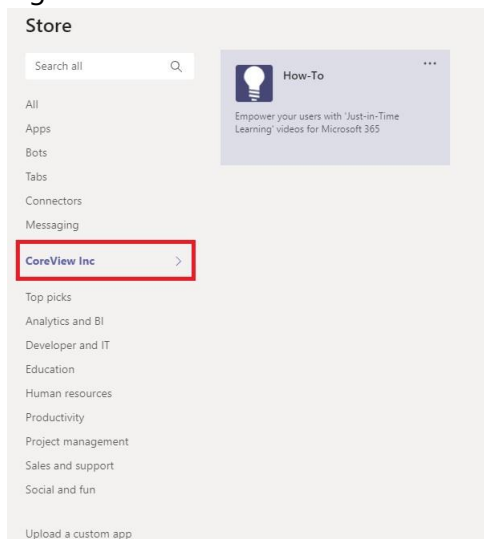 Store
Search all
All
Apps
Bots
Tabs
Connectors
Messaging
CoreView Inc
Top picks
Analytics and BI
Developer and IT
Education
Human resources
Productivity
Project management
Sales and support
Social and fun
Upload a custom app
How-To
Empower your users with 'Just-in-Time
Learning' videos for Microsoft 365